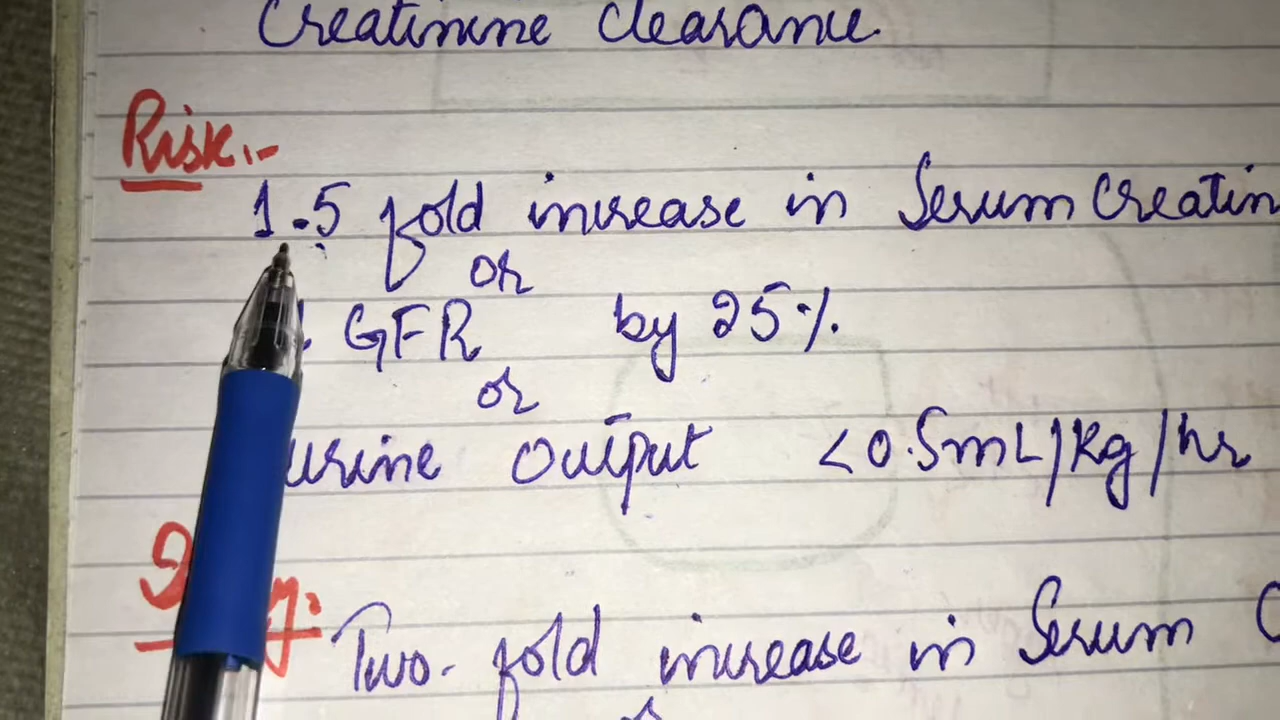 Creatinine Clearance
Risk:-
1.5 fold increase in Serum Creatin
or
GFR by 25%.
or
urine output <0.5mL/kg/hr
Two-fold increase in Serum C